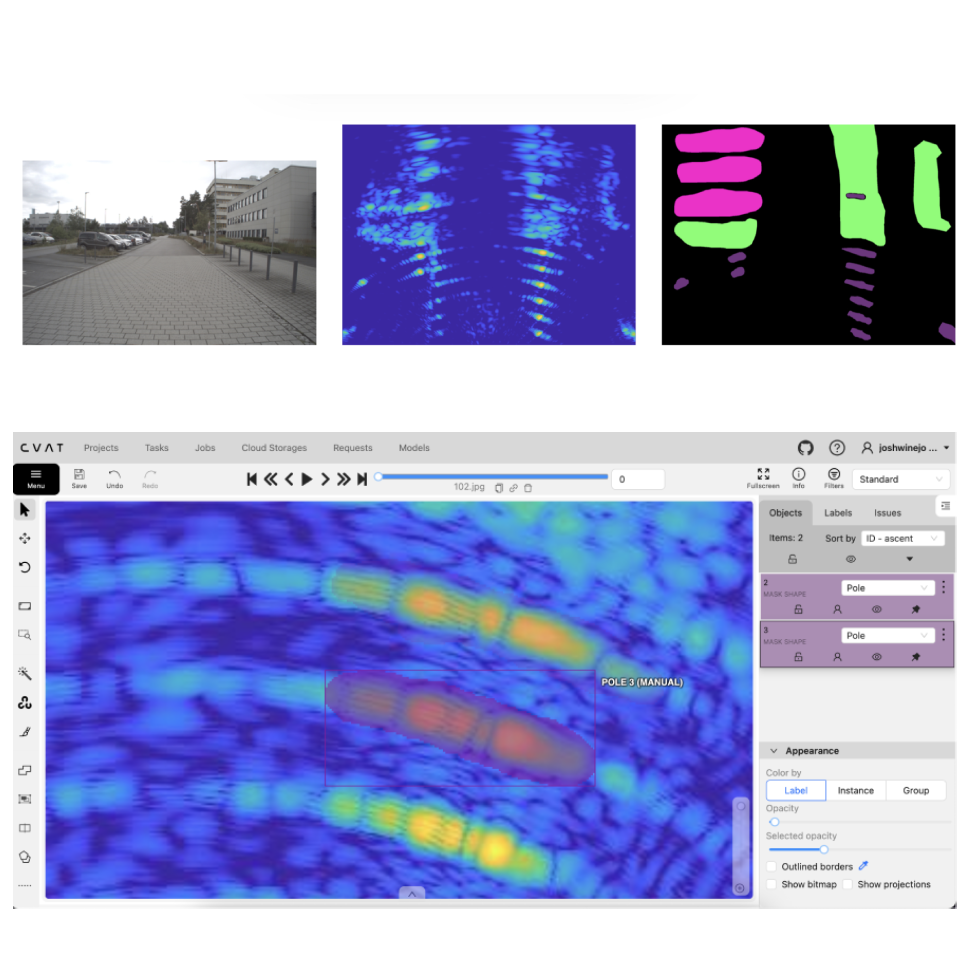 CVAT Projects Tasks Jobs Cloud Storages Requests Models joshwinejo ...
Menu Save Undo Redo 102.jpg 0 Fullscreen Info Filters Standard
Objects Labels Issues
Items: 2 Sort by ID - ascent
2 Pole
MASK SHAPE
3 Pole
MASK SHAPE
POLE 3 (MANUAL)
Appearance
Color by
Label Instance Group
Opacity
Selected opacity
Outlined borders
Show bitmap Show projections